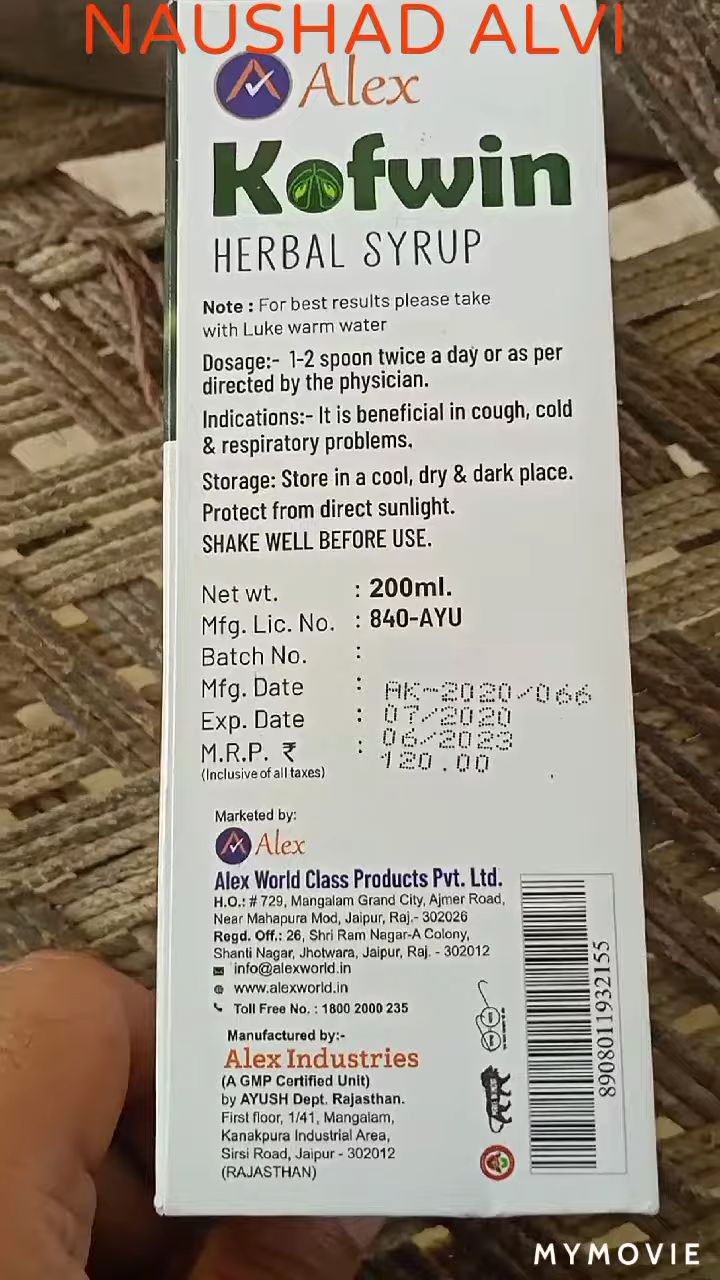 NAUSHAD ALVI
Alex
Kofwin
HERBAL SYRUP
Note : For best results please take
with Luke warm water
Dosage:- 1-2 spoon twice a day or as per
directed by the physician.
Indications:- It is beneficial in cough, cold
& respiratory problems.
Storage: Store in a cool, dry & dark place.
Protect from direct sunlight.
SHAKE WELL BEFORE USE.
Net wt. : 200ml.
Mfg. Lic. No. : 840-AYU
Batch No. : AK-2020/066
Mfg. Date : 07/2020
Exp. Date : 06/2023
M.R.P. ₹ : 120.00
(Inclusive of all taxes)
Marketed by:
Alex
Alex World Class Products Pvt. Ltd.
H.O.: # 729, Mangalam Grand City, Ajmer Road,
Near Mahapura Mod, Jaipur, Raj.- 302026
Regd. Off.: 26, Shri Ram Nagar-A Colony,
Shanti Nagar, Jhotwara, Jaipur, Raj. - 302012
info@alexworld.in
www.alexworld.in
Toll Free No. : 1800 2000 235
Manufactured by:-
Alex Industries
(A GMP Certified Unit)
by AYUSH Dept. Rajasthan.
First floor, 1/41, Mangalam,
Kanakpura Industrial Area,
Sirsi Road, Jaipur - 302012
(RAJASTHAN)
8908011932155
MYMOVIE